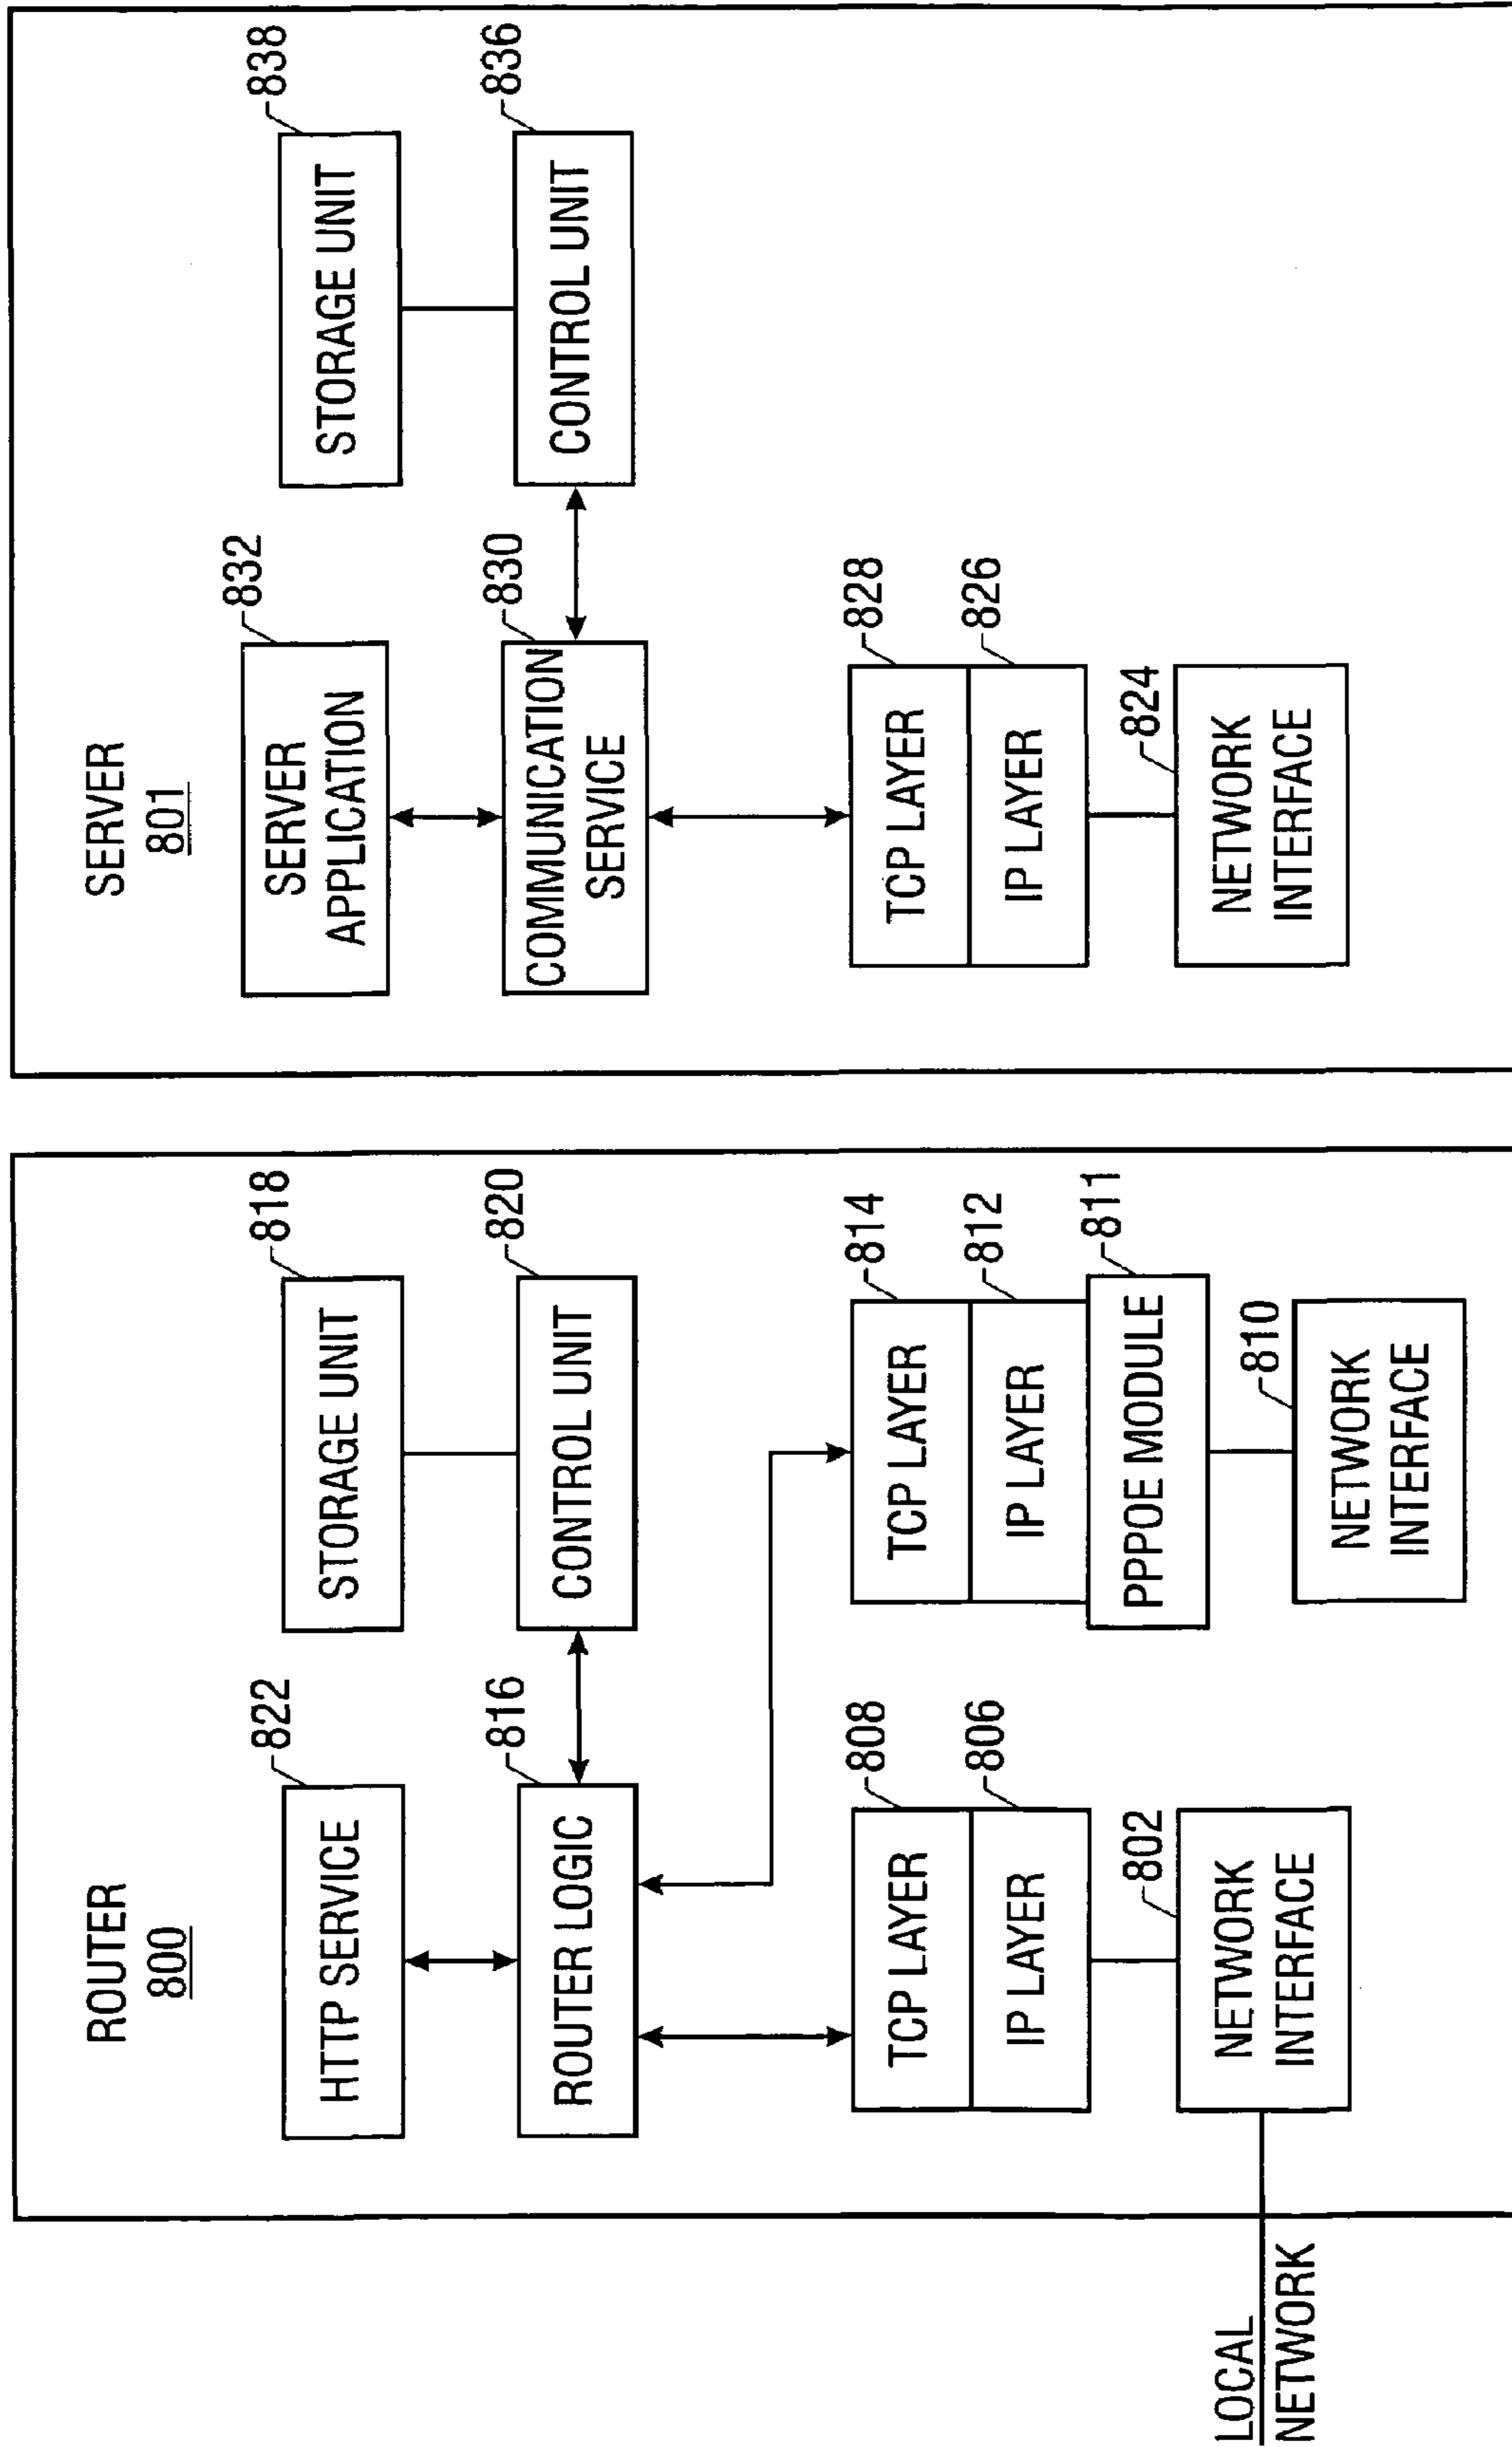 ROUTER
800
822
HTTP SERVICE
818
STORAGE UNIT
816
ROUTER LOGIC
820
CONTROL UNIT
808
TCP LAYER
806
IP LAYER
802
NETWORK
INTERFACE
814
TCP LAYER
812
IP LAYER
811
PPPOE MODULE
810
NETWORK
INTERFACE
LOCAL
NETWORK
SERVER
801
832
SERVER
APPLICATION
838
STORAGE UNIT
830
COMMUNICATION
SERVICE
836
CONTROL UNIT
828
TCP LAYER
826
IP LAYER
824
NETWORK
INTERFACE